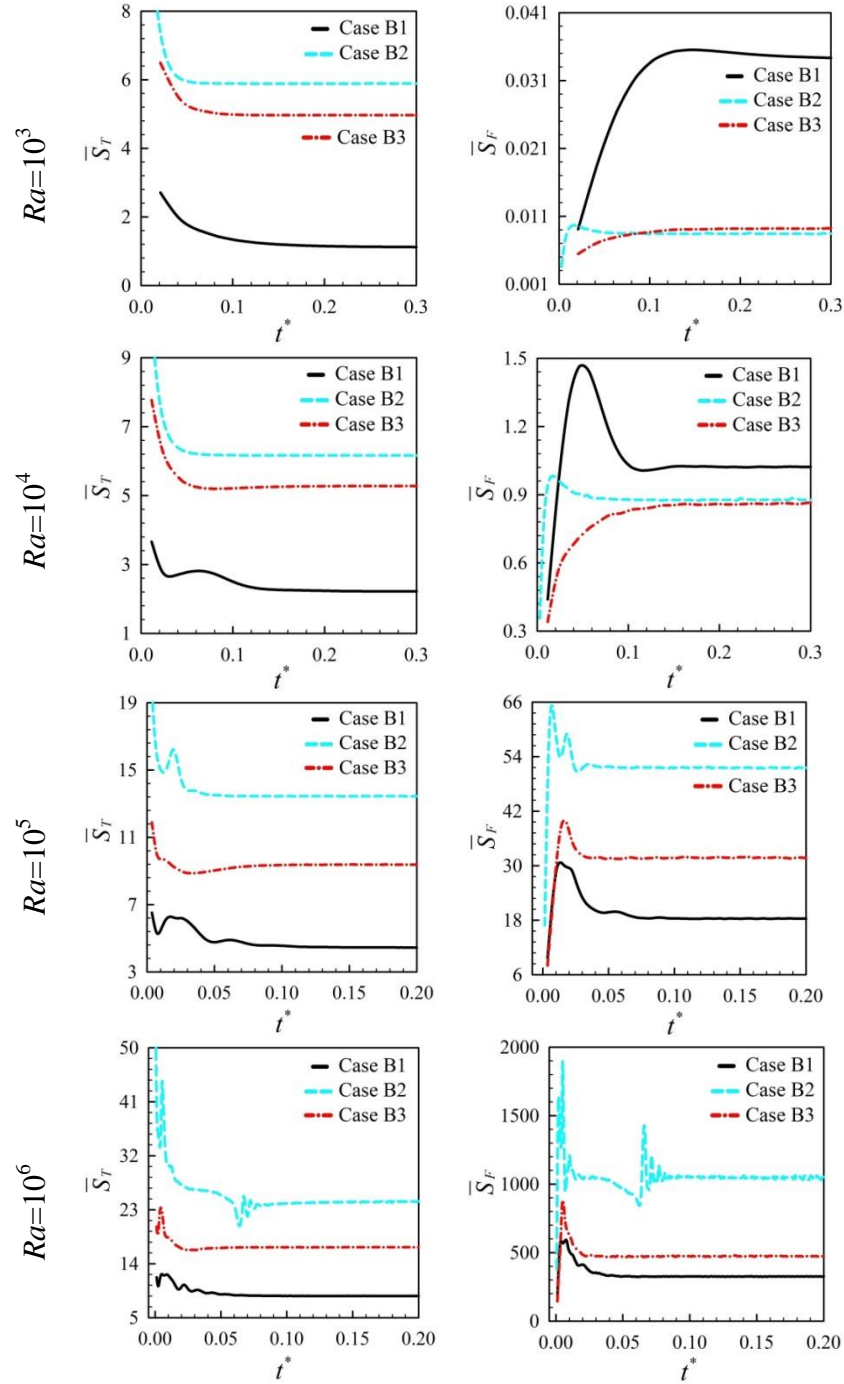 Ra=10³
8
6
4
2
0
0.0 0.1 0.2 0.3
S̅_T
t*
Case B1
Case B2
Case B3
0.041
0.031
0.021
0.011
0.001
0.0 0.1 0.2 0.3
S̅_F
t*
Case B1
Case B2
Case B3
Ra=10⁴
9
7
5
3
1
0.0 0.1 0.2 0.3
S̅_T
t*
Case B1
Case B2
Case B3
1.5
1.2
0.9
0.6
0.3
0.0 0.1 0.2 0.3
S̅_F
t*
Case B1
Case B2
Case B3
Ra=10⁵
19
15
11
7
3
0.00 0.05 0.10 0.15 0.20
S̅_T
t*
Case B1
Case B2
Case B3
66
54
42
30
18
6
0.00 0.05 0.10 0.15 0.20
S̅_F
t*
Case B1
Case B2
Case B3
Ra=10⁶
50
41
32
23
14
5
0.00 0.05 0.10 0.15 0.20
S̅_T
t*
Case B1
Case B2
Case B3
2000
1500
1000
500
0
0.00 0.05 0.10 0.15 0.20
S̅_F
t*
Case B1
Case B2
Case B3